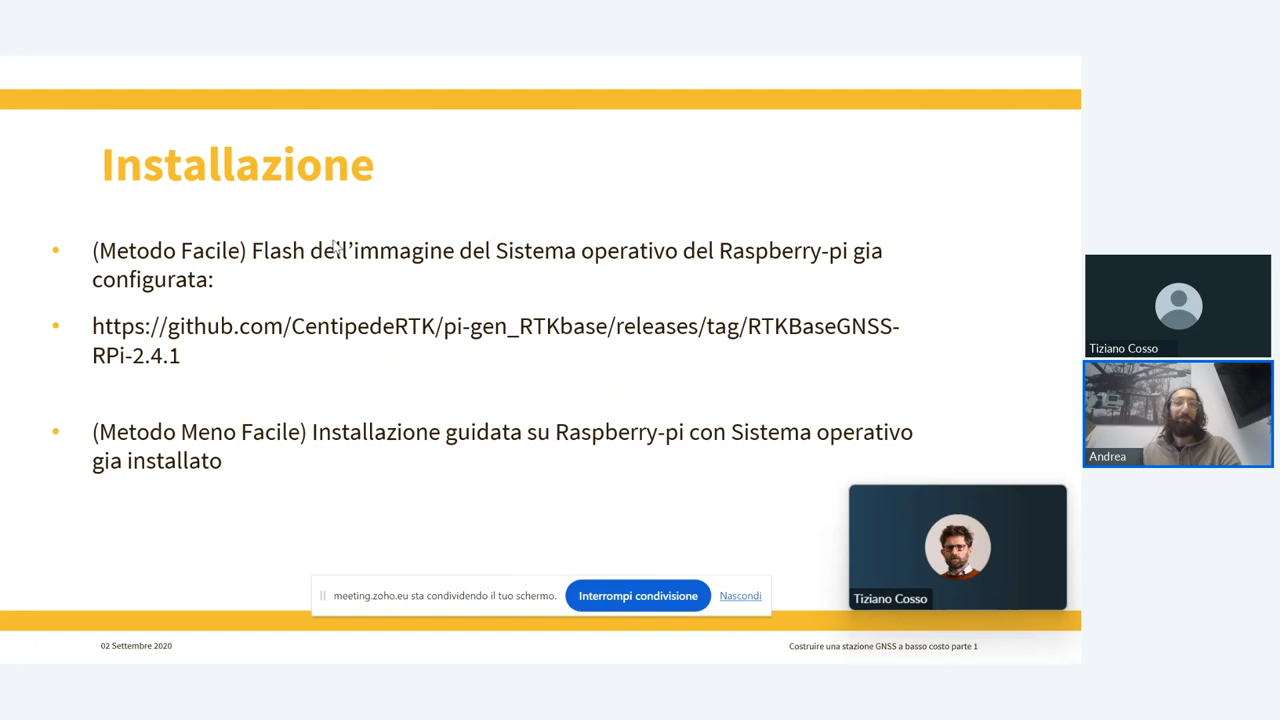 Installazione
• (Metodo Facile) Flash dell’immagine del Sistema operativo del Raspberry-pi gia
configurata:
• https://github.com/CentipedeRTK/pi-gen_RTKbase/releases/tag/RTKBaseGNSS-
RPi-2.4.1
• (Metodo Meno Facile) Installazione guidata su Raspberry-pi con Sistema operativo
gia installato
Tiziano Cosso
Andrea
Tiziano Cosso
meeting.zoho.eu sta condividendo il tuo schermo. Interrompi condivisione Nascondi
02 Settembre 2020
Costruire una stazione GNSS a basso costo parte 1